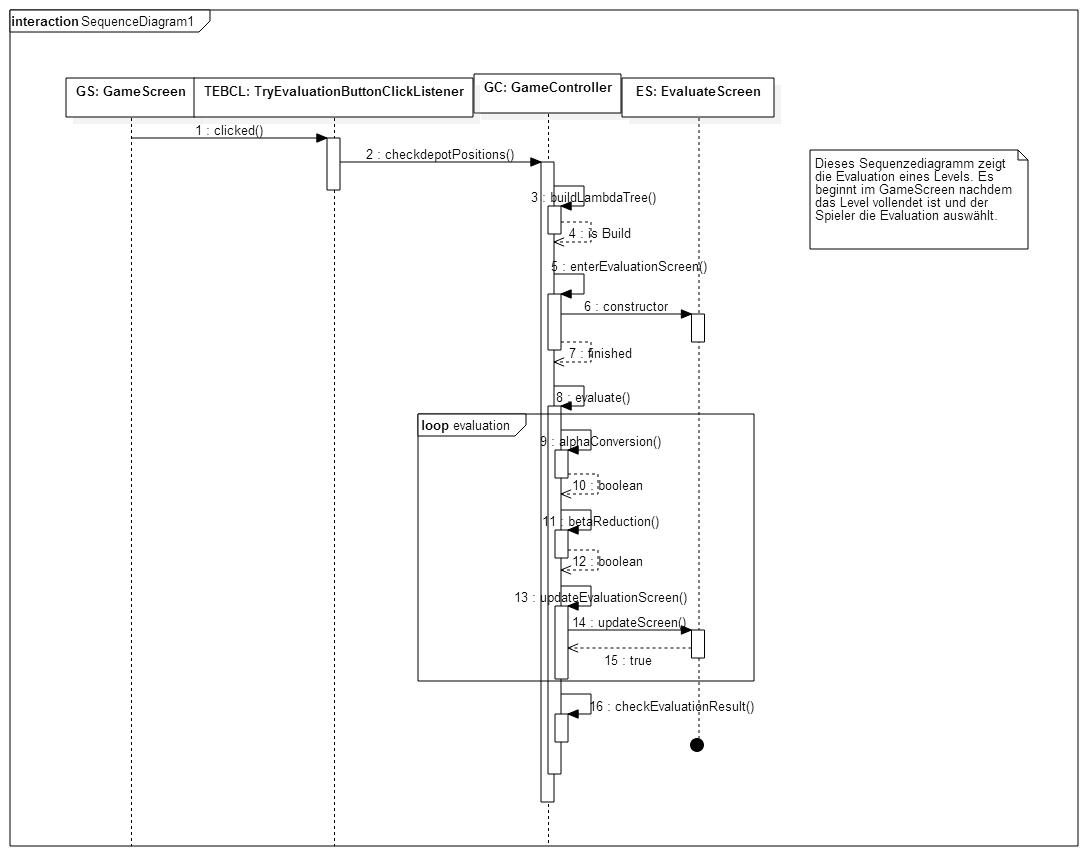 interaction SequenceDiagram1
GS: GameScreen
TEBCL: TryEvaluationButtonClickListener
GC: GameController
ES: EvaluateScreen
1 : clicked()
2 : checkdepotPositions()
Dieses Sequenzediagramm zeigt
die Evaluation eines Levels. Es
beginnt im GameScreen nachdem
das Level vollendet ist und der
Spieler die Evaluation auswählt.
3 : buildLambdaTree()
4 : is Build
5 : enterEvaluationScreen()
6 : constructor
7 : finished
8 : evaluate()
loop evaluation
9 : alphaConversion()
10 : boolean
11 : betaReduction()
12 : boolean
13 : updateEvaluationScreen()
14 : updateScreen()
15 : true
16 : checkEvaluationResult()